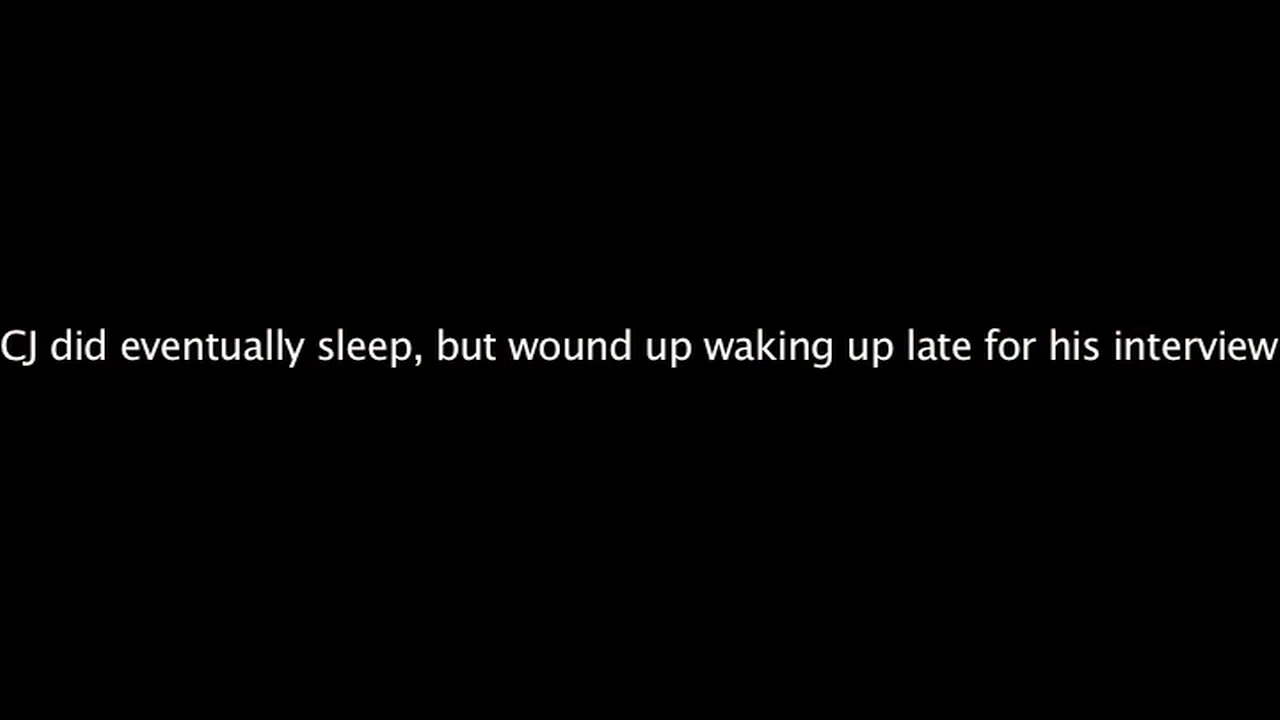 CJ did eventually sleep, but wound up waking up late for his interview